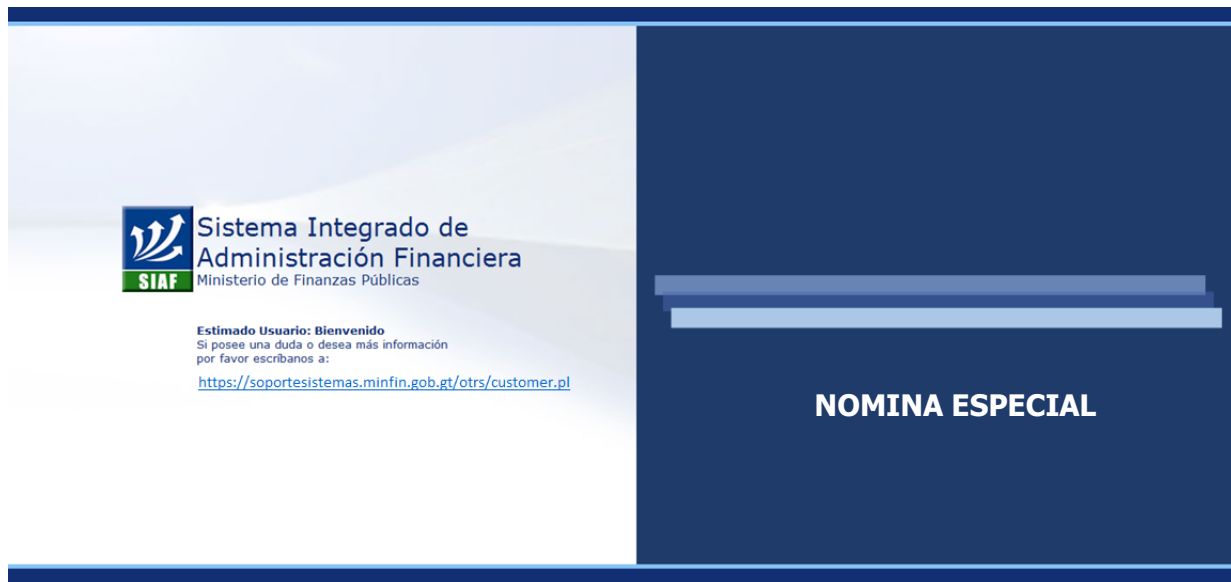 Sistema Integrado de
Administración Financiera
SIAF
Ministerio de Finanzas Públicas
Estimado Usuario: Bienvenido
Si posee una duda o desea más información
por favor escríbanos a:
https://soportesistemas.minfin.gob.gt/otrs/customer.pl
NOMINA ESPECIAL